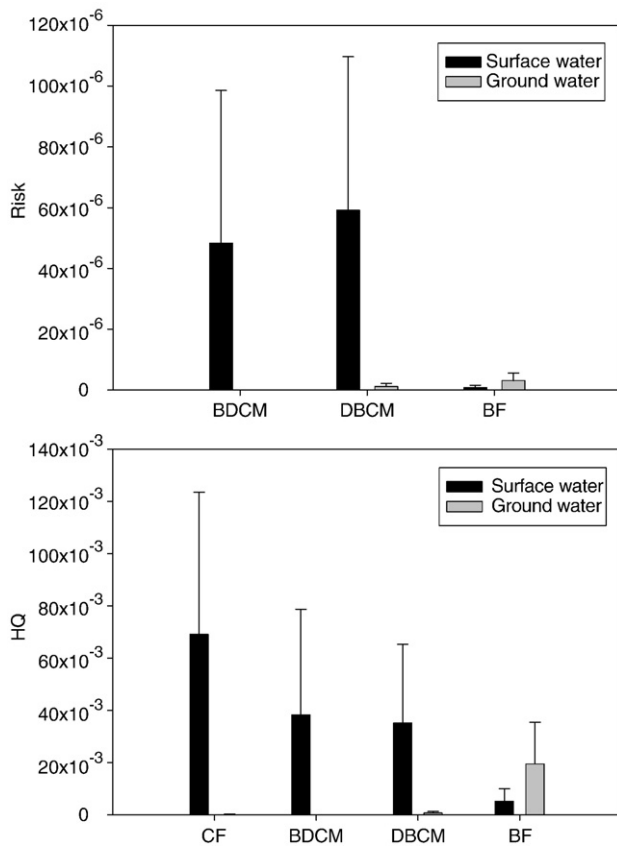 120x10-6
100x10-6
80x10-6
60x10-6
40x10-6
20x10-6
0
Risk
Surface water
Ground water
BDCM DBCM BF
140x10-3
120x10-3
100x10-3
80x10-3
60x10-3
40x10-3
20x10-3
0
HQ
Surface water
Ground water
CF BDCM DBCM BF